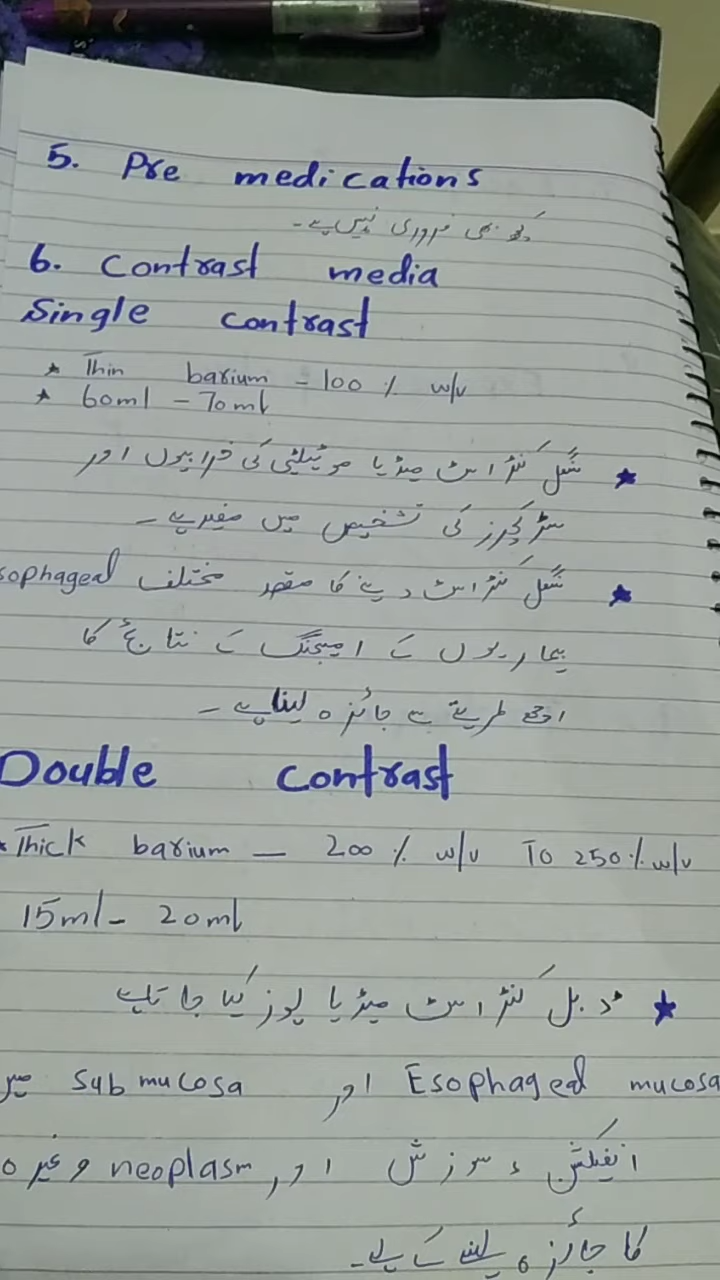 5. Pre medications
کچھ بھی ضروری نہیں ہے۔
6. Contrast media
Single contrast
★ Thin barium - 100 % w/v
★ 60ml - 70ml
★ سنگل کنٹراسٹ میڈیا موٹیلیٹی کی خرابیوں اور
سٹرکچرز کی تشخیص میں مفید ہے۔
★ سنگل کنٹراسٹ دینے کا مقصد مختلف sophageal
بیماریوں کے امیجنگ کے نتائج کا
اچھے طریقے سے جائزہ لینا ہے۔
Double contrast
★ Thick barium — 200 % w/v To 250 % w/v
15ml - 20ml
★ ڈبل کنٹراسٹ میڈیا یوز کیا جاتا ہے
Esophageal mucosa اور Submucosa میں
انفیکشن، سوزش اور neoplasm وغیرہ
کا جائزہ لینے کے لیے۔